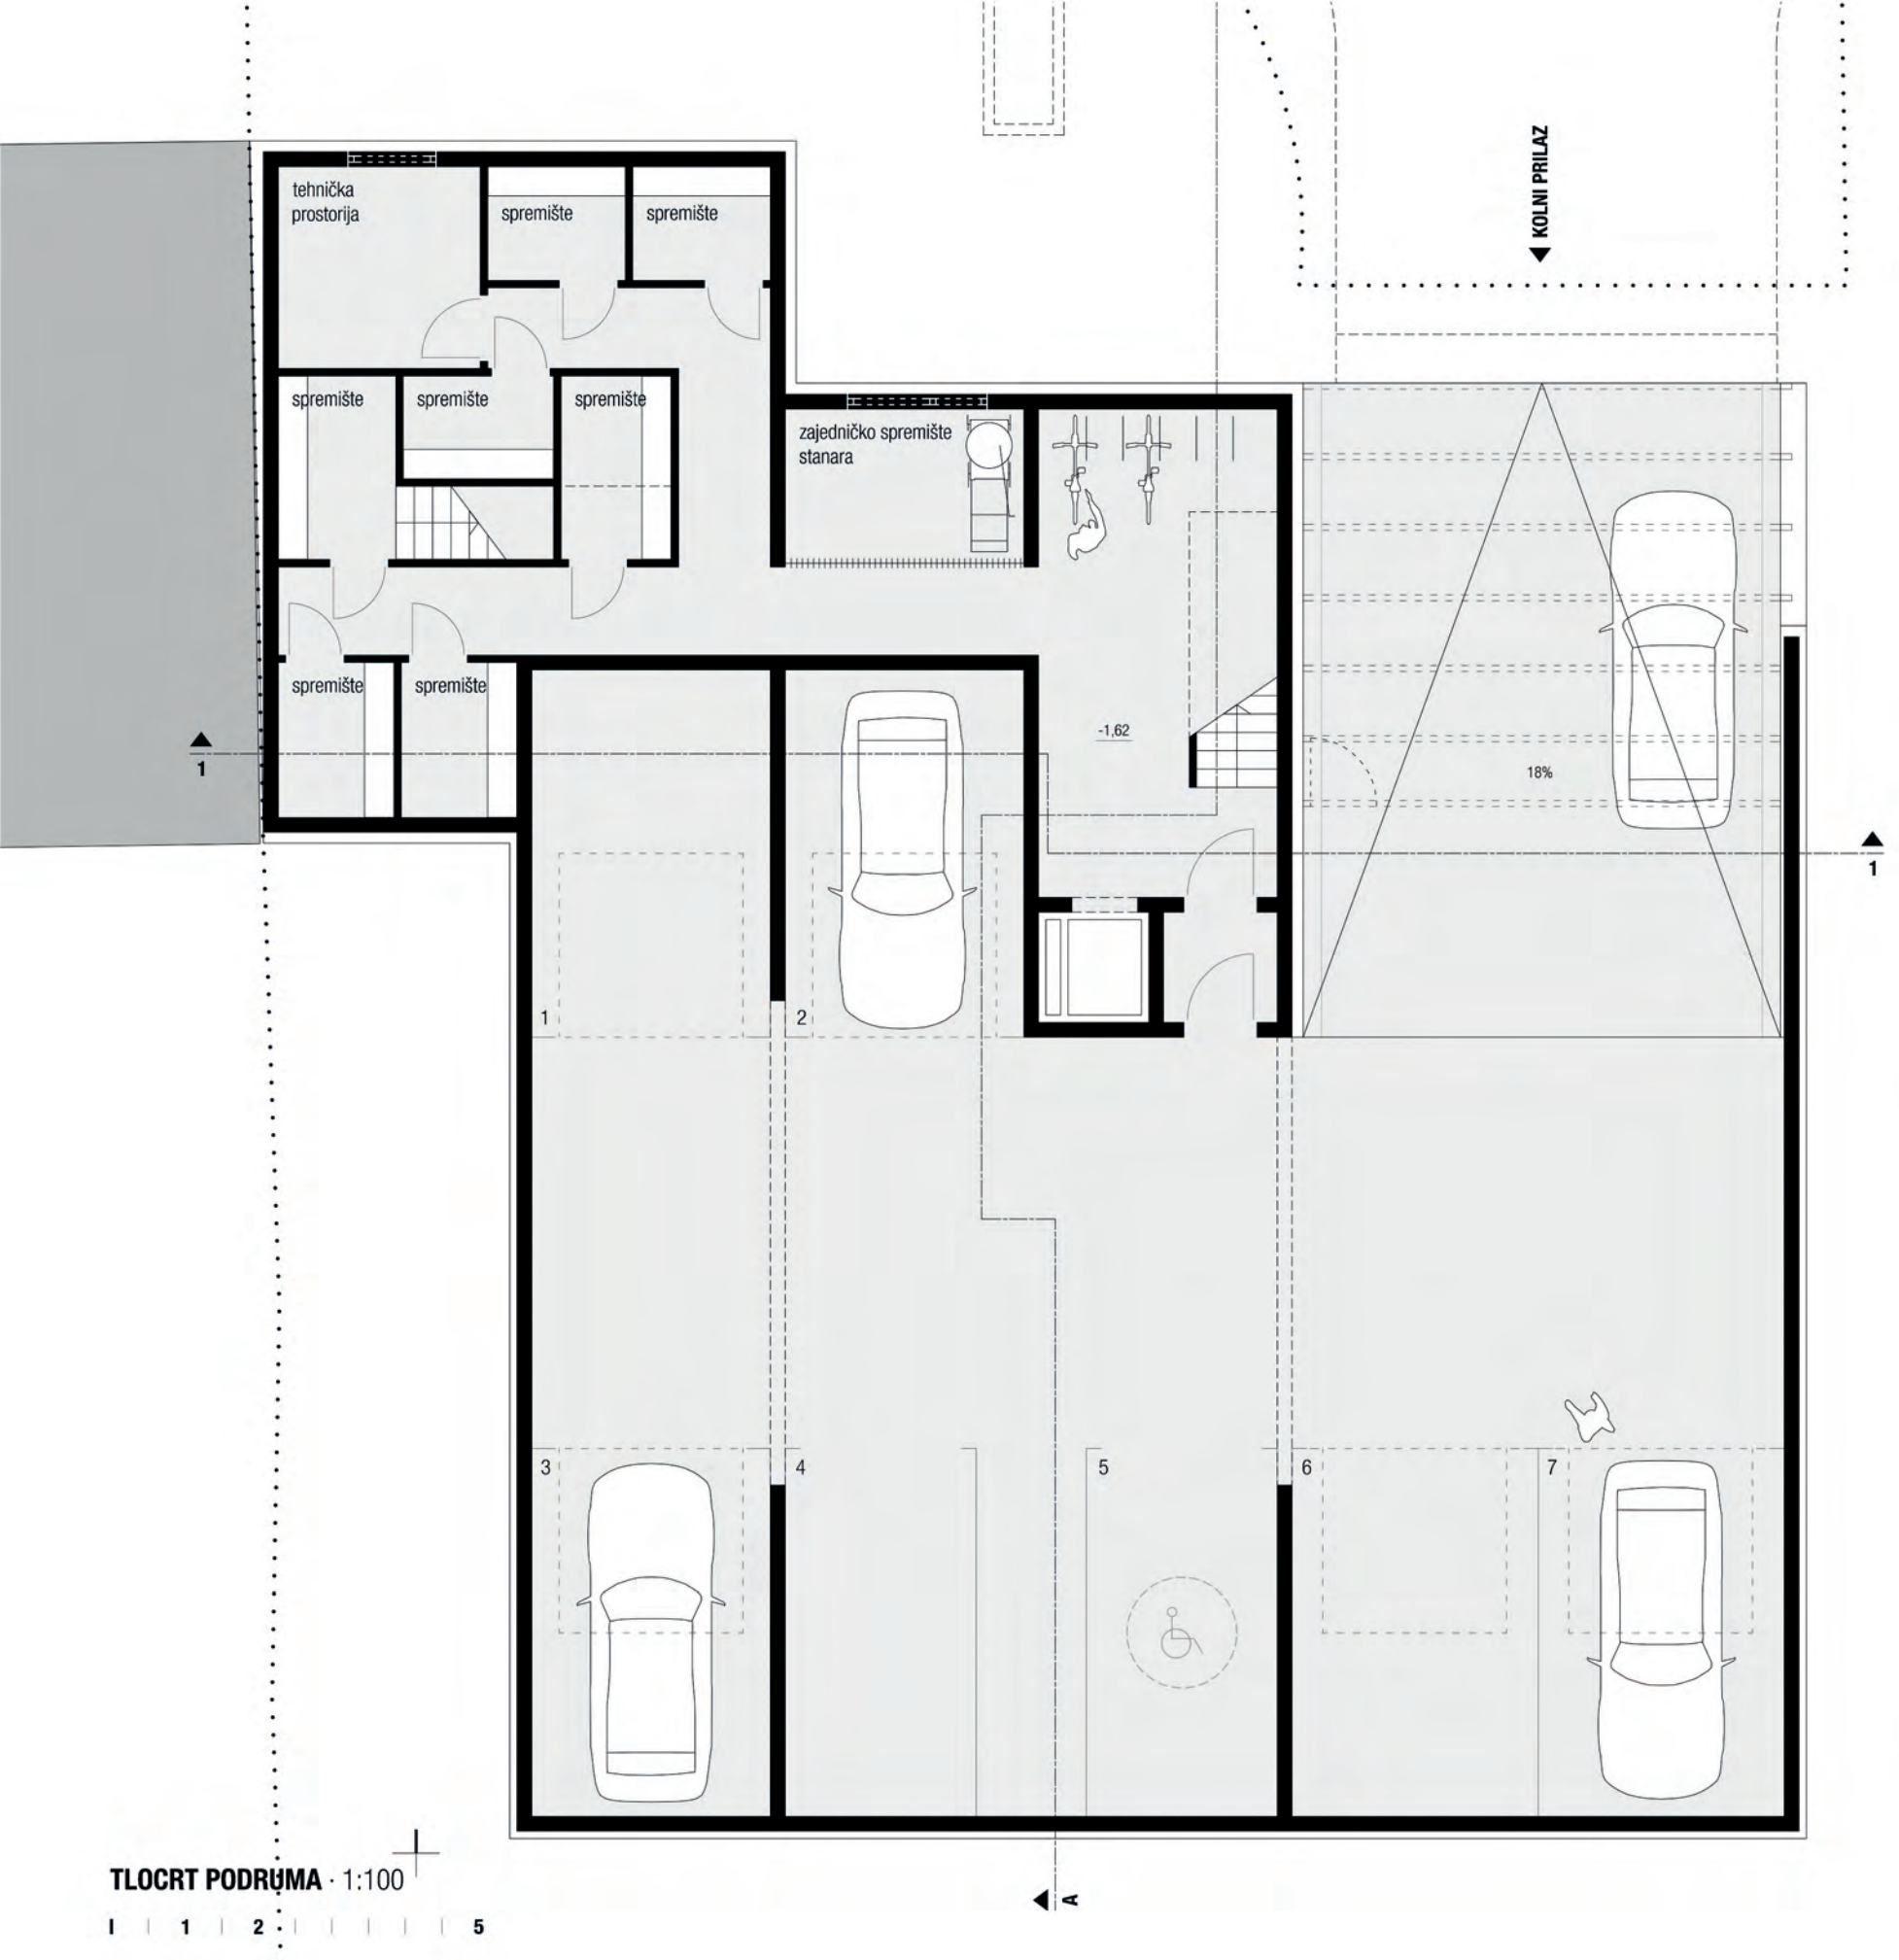 KOLNI PRILAZ
tehnička
prostorija
spremište
spremište
spremište
spremište
spremište
zajedničko spremište
stanara
spremište
spremište
-1,62
18%
1
1
1
2
3
4
5
6
7
A
TLOCRT PODRUMA · 1:100
1 2 5